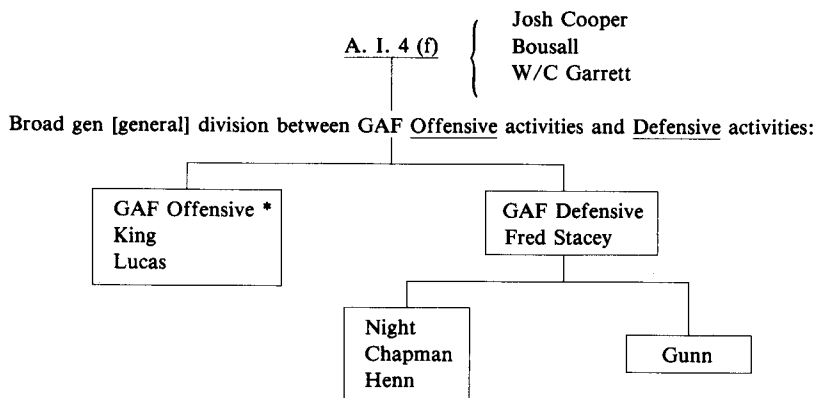 A. I. 4 (f)
Josh Cooper
Bousall
W/C Garrett
Broad gen [general] division between GAF Offensive activities and Defensive activities:
GAF Offensive *
King
Lucas
GAF Defensive
Fred Stacey
Night
Chapman
Henn
Gunn